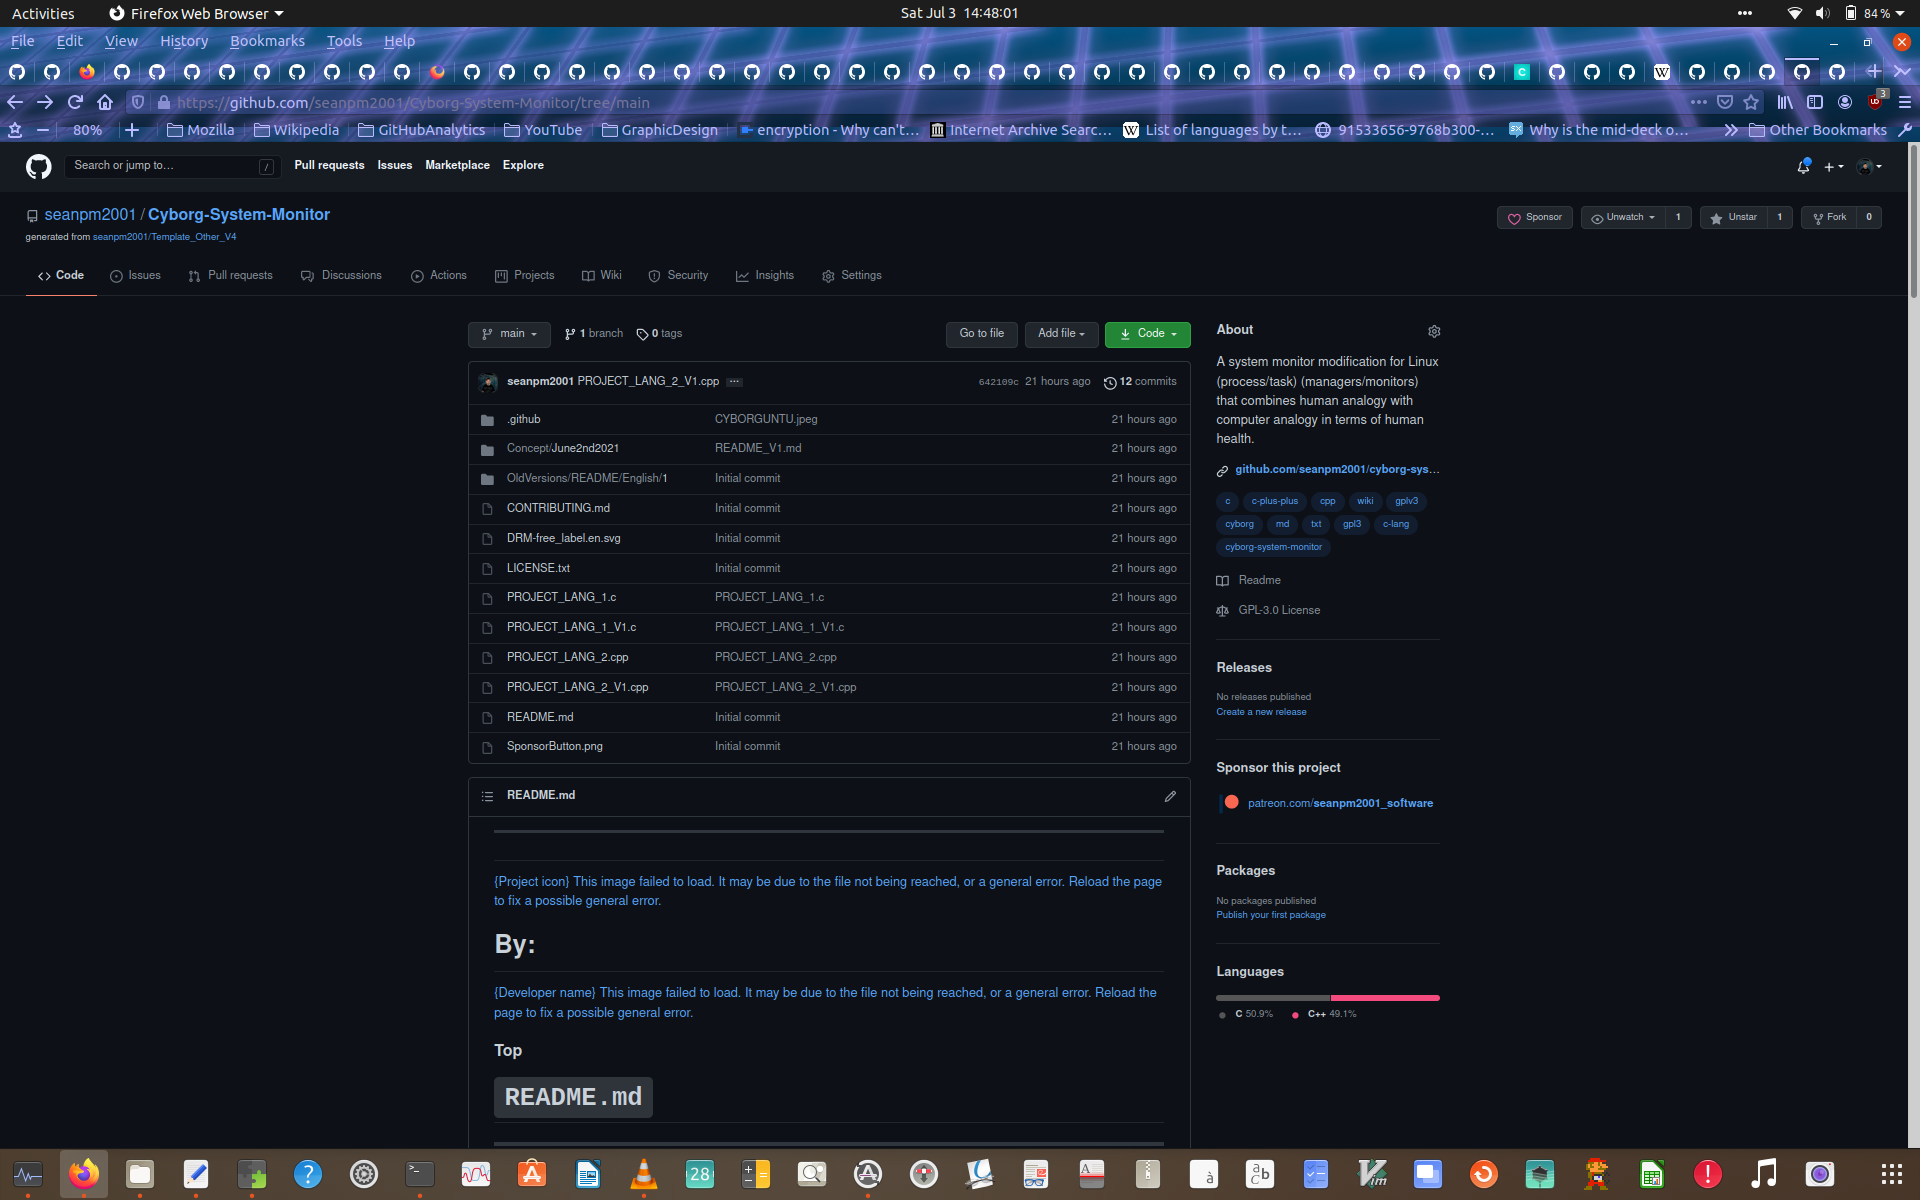 Activities Firefox Web Browser Sat Jul 3 14:48:01 84 %
File Edit View History Bookmarks Tools Help
https://github.com/seanpm2001/Cyborg-System-Monitor/tree/main 3
80% Mozilla Wikipedia GitHubAnalytics YouTube GraphicDesign encryption - Why can't… Internet Archive Searc… List of languages by t… 91533656-9768b300-… Why is the mid-deck o… Other Bookmarks
Search or jump to… / Pull requests Issues Marketplace Explore
seanpm2001 / Cyborg-System-Monitor Sponsor Unwatch 1 Unstar 1 Fork 0
generated from seanpm2001/Template_Other_V4
Code Issues Pull requests Discussions Actions Projects Wiki Security Insights Settings
main 1 branch 0 tags Go to file Add file Code
seanpm2001 PROJECT_LANG_2_V1.cpp ... 642109c 21 hours ago 12 commits
.github CYBORGUNTU.jpeg 21 hours ago
Concept/June2nd2021 README_V1.md 21 hours ago
OldVersions/README/English/1 Initial commit 21 hours ago
CONTRIBUTING.md Initial commit 21 hours ago
DRM-free_label.en.svg Initial commit 21 hours ago
LICENSE.txt Initial commit 21 hours ago
PROJECT_LANG_1.c PROJECT_LANG_1.c 21 hours ago
PROJECT_LANG_1_V1.c PROJECT_LANG_1_V1.c 21 hours ago
PROJECT_LANG_2.cpp PROJECT_LANG_2.cpp 21 hours ago
PROJECT_LANG_2_V1.cpp PROJECT_LANG_2_V1.cpp 21 hours ago
README.md Initial commit 21 hours ago
SponsorButton.png Initial commit 21 hours ago
README.md
{Project icon} This image failed to load. It may be due to the file not being reached, or a general error. Reload the page
to fix a possible general error.
By:
{Developer name} This image failed to load. It may be due to the file not being reached, or a general error. Reload the
page to fix a possible general error.
Top
README.md
About
A system monitor modification for Linux
(process/task) (managers/monitors)
that combines human analogy with
computer analogy in terms of human
health.
github.com/seanpm2001/cyborg-sys…
c c-plus-plus cpp wiki gplv3
cyborg md txt gpl3 c-lang
cyborg-system-monitor
Readme
GPL-3.0 License
Releases
No releases published
Create a new release
Sponsor this project
patreon.com/seanpm2001_software
Packages
No packages published
Publish your first package
Languages
C 50.9% C++ 49.1%
28